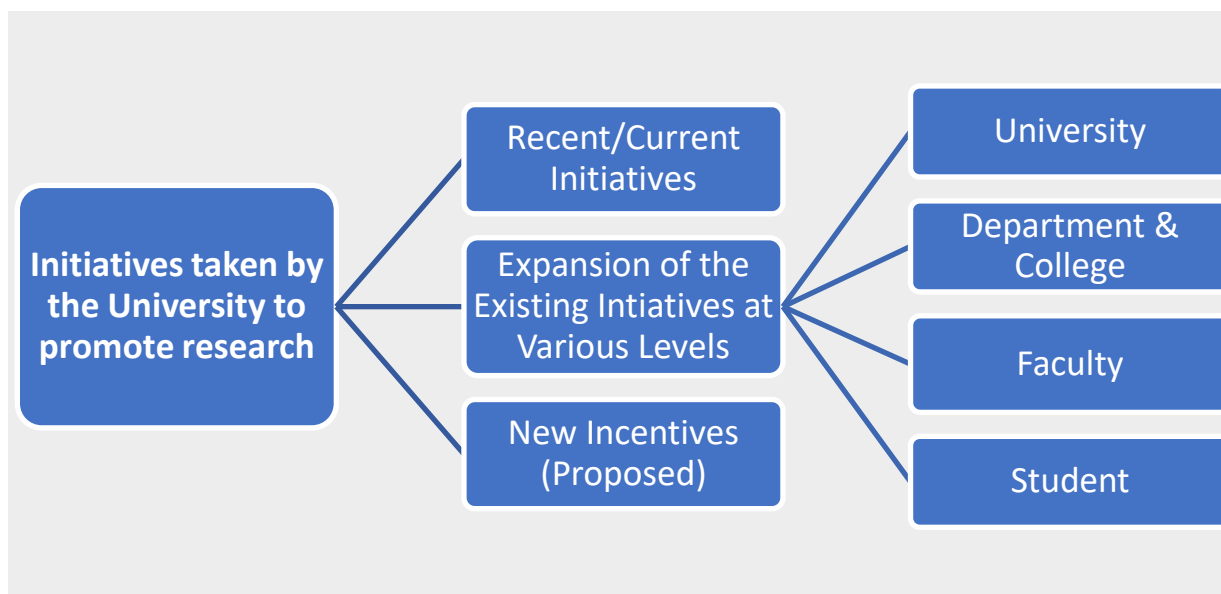 Initiatives taken by
the University to
promote research
Recent/Current
Initiatives
Expansion of the
Existing Intiatives at
Various Levels
New Incentives
(Proposed)
University
Department &
College
Faculty
Student